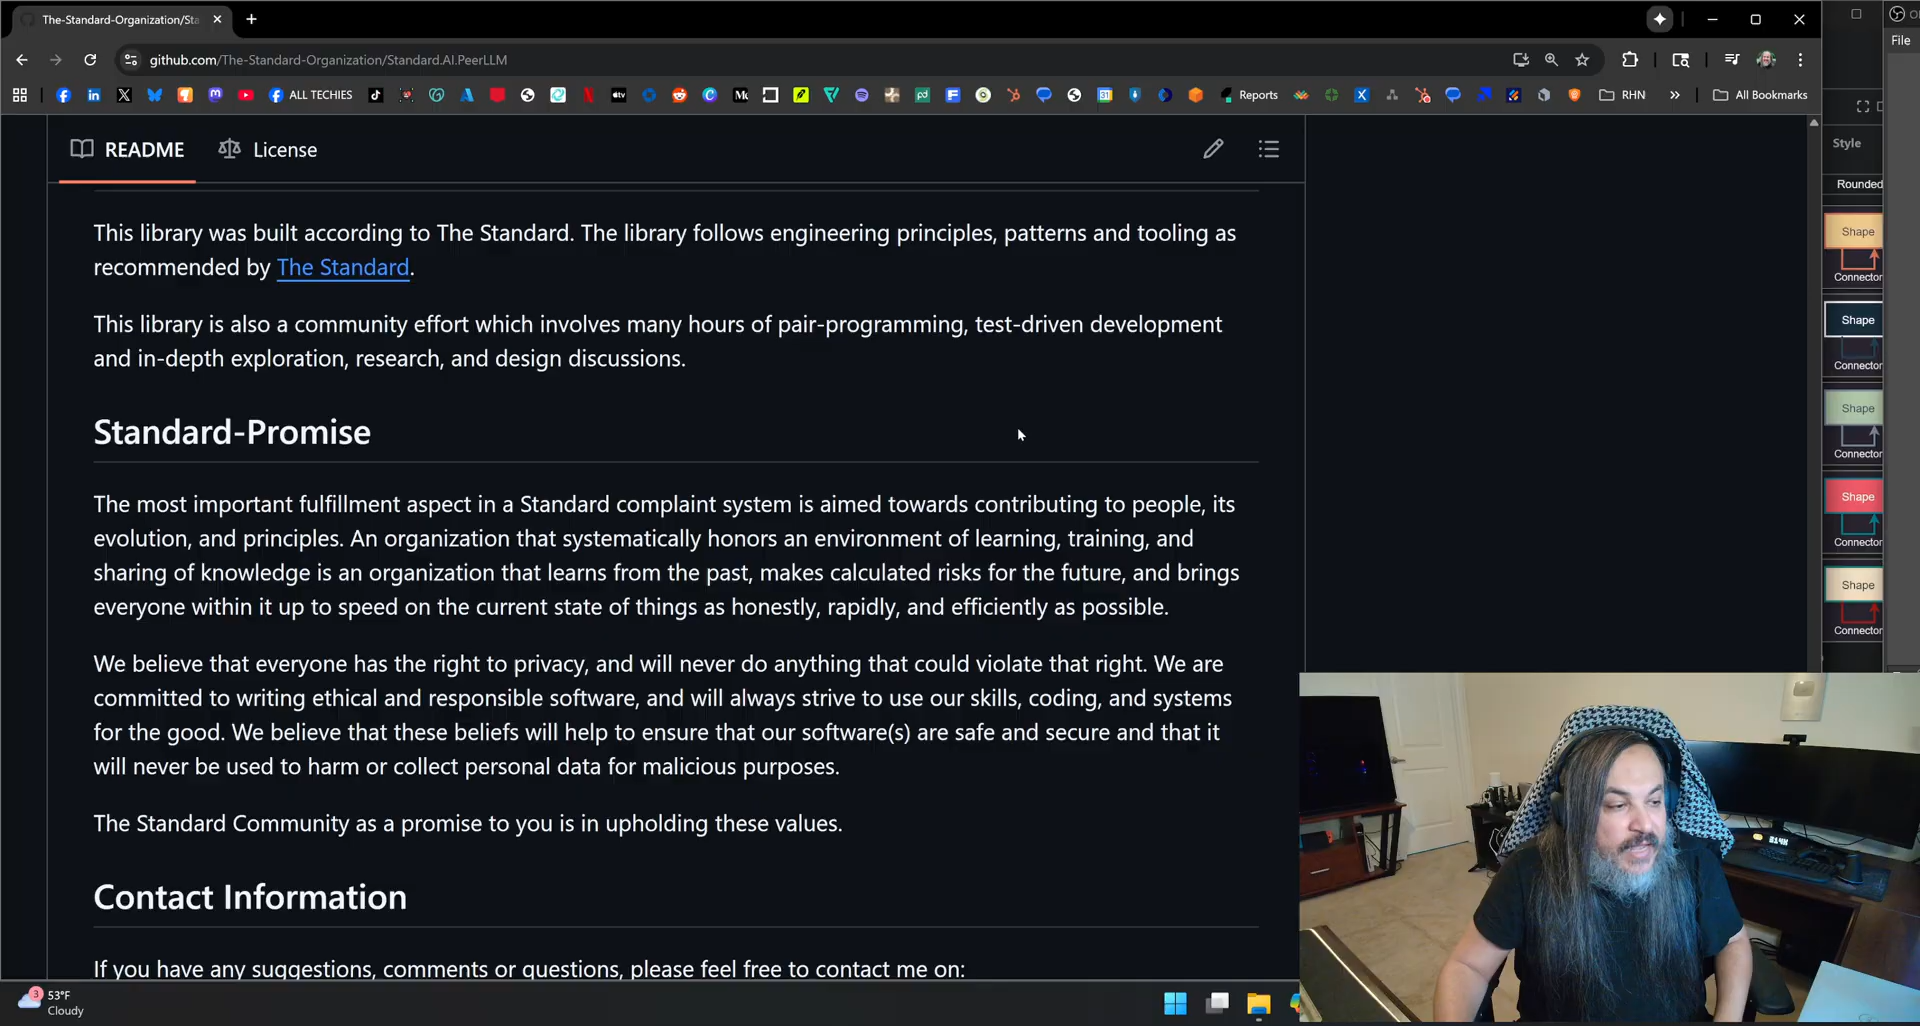 The-Standard-Organization/Sta
File
github.com/The-Standard-Organization/Standard.AI.PeerLLM
ALL TECHIES
Reports
RHN
All Bookmarks
README
License
Style
Rounded
This library was built according to The Standard. The library follows engineering principles, patterns and tooling as
recommended by The Standard.
This library is also a community effort which involves many hours of pair-programming, test-driven development
and in-depth exploration, research, and design discussions.
Standard-Promise
The most important fulfillment aspect in a Standard complaint system is aimed towards contributing to people, its
evolution, and principles. An organization that systematically honors an environment of learning, training, and
sharing of knowledge is an organization that learns from the past, makes calculated risks for the future, and brings
everyone within it up to speed on the current state of things as honestly, rapidly, and efficiently as possible.
We believe that everyone has the right to privacy, and will never do anything that could violate that right. We are
committed to writing ethical and responsible software, and will always strive to use our skills, coding, and systems
for the good. We believe that these beliefs will help to ensure that our software(s) are safe and secure and that it
will never be used to harm or collect personal data for malicious purposes.
The Standard Community as a promise to you is in upholding these values.
Contact Information
If you have any suggestions, comments or questions, please feel free to contact me on:
Shape
Connector
Shape
Connector
Shape
Connector
Shape
Connector
Shape
Connector
3
53°F
Cloudy